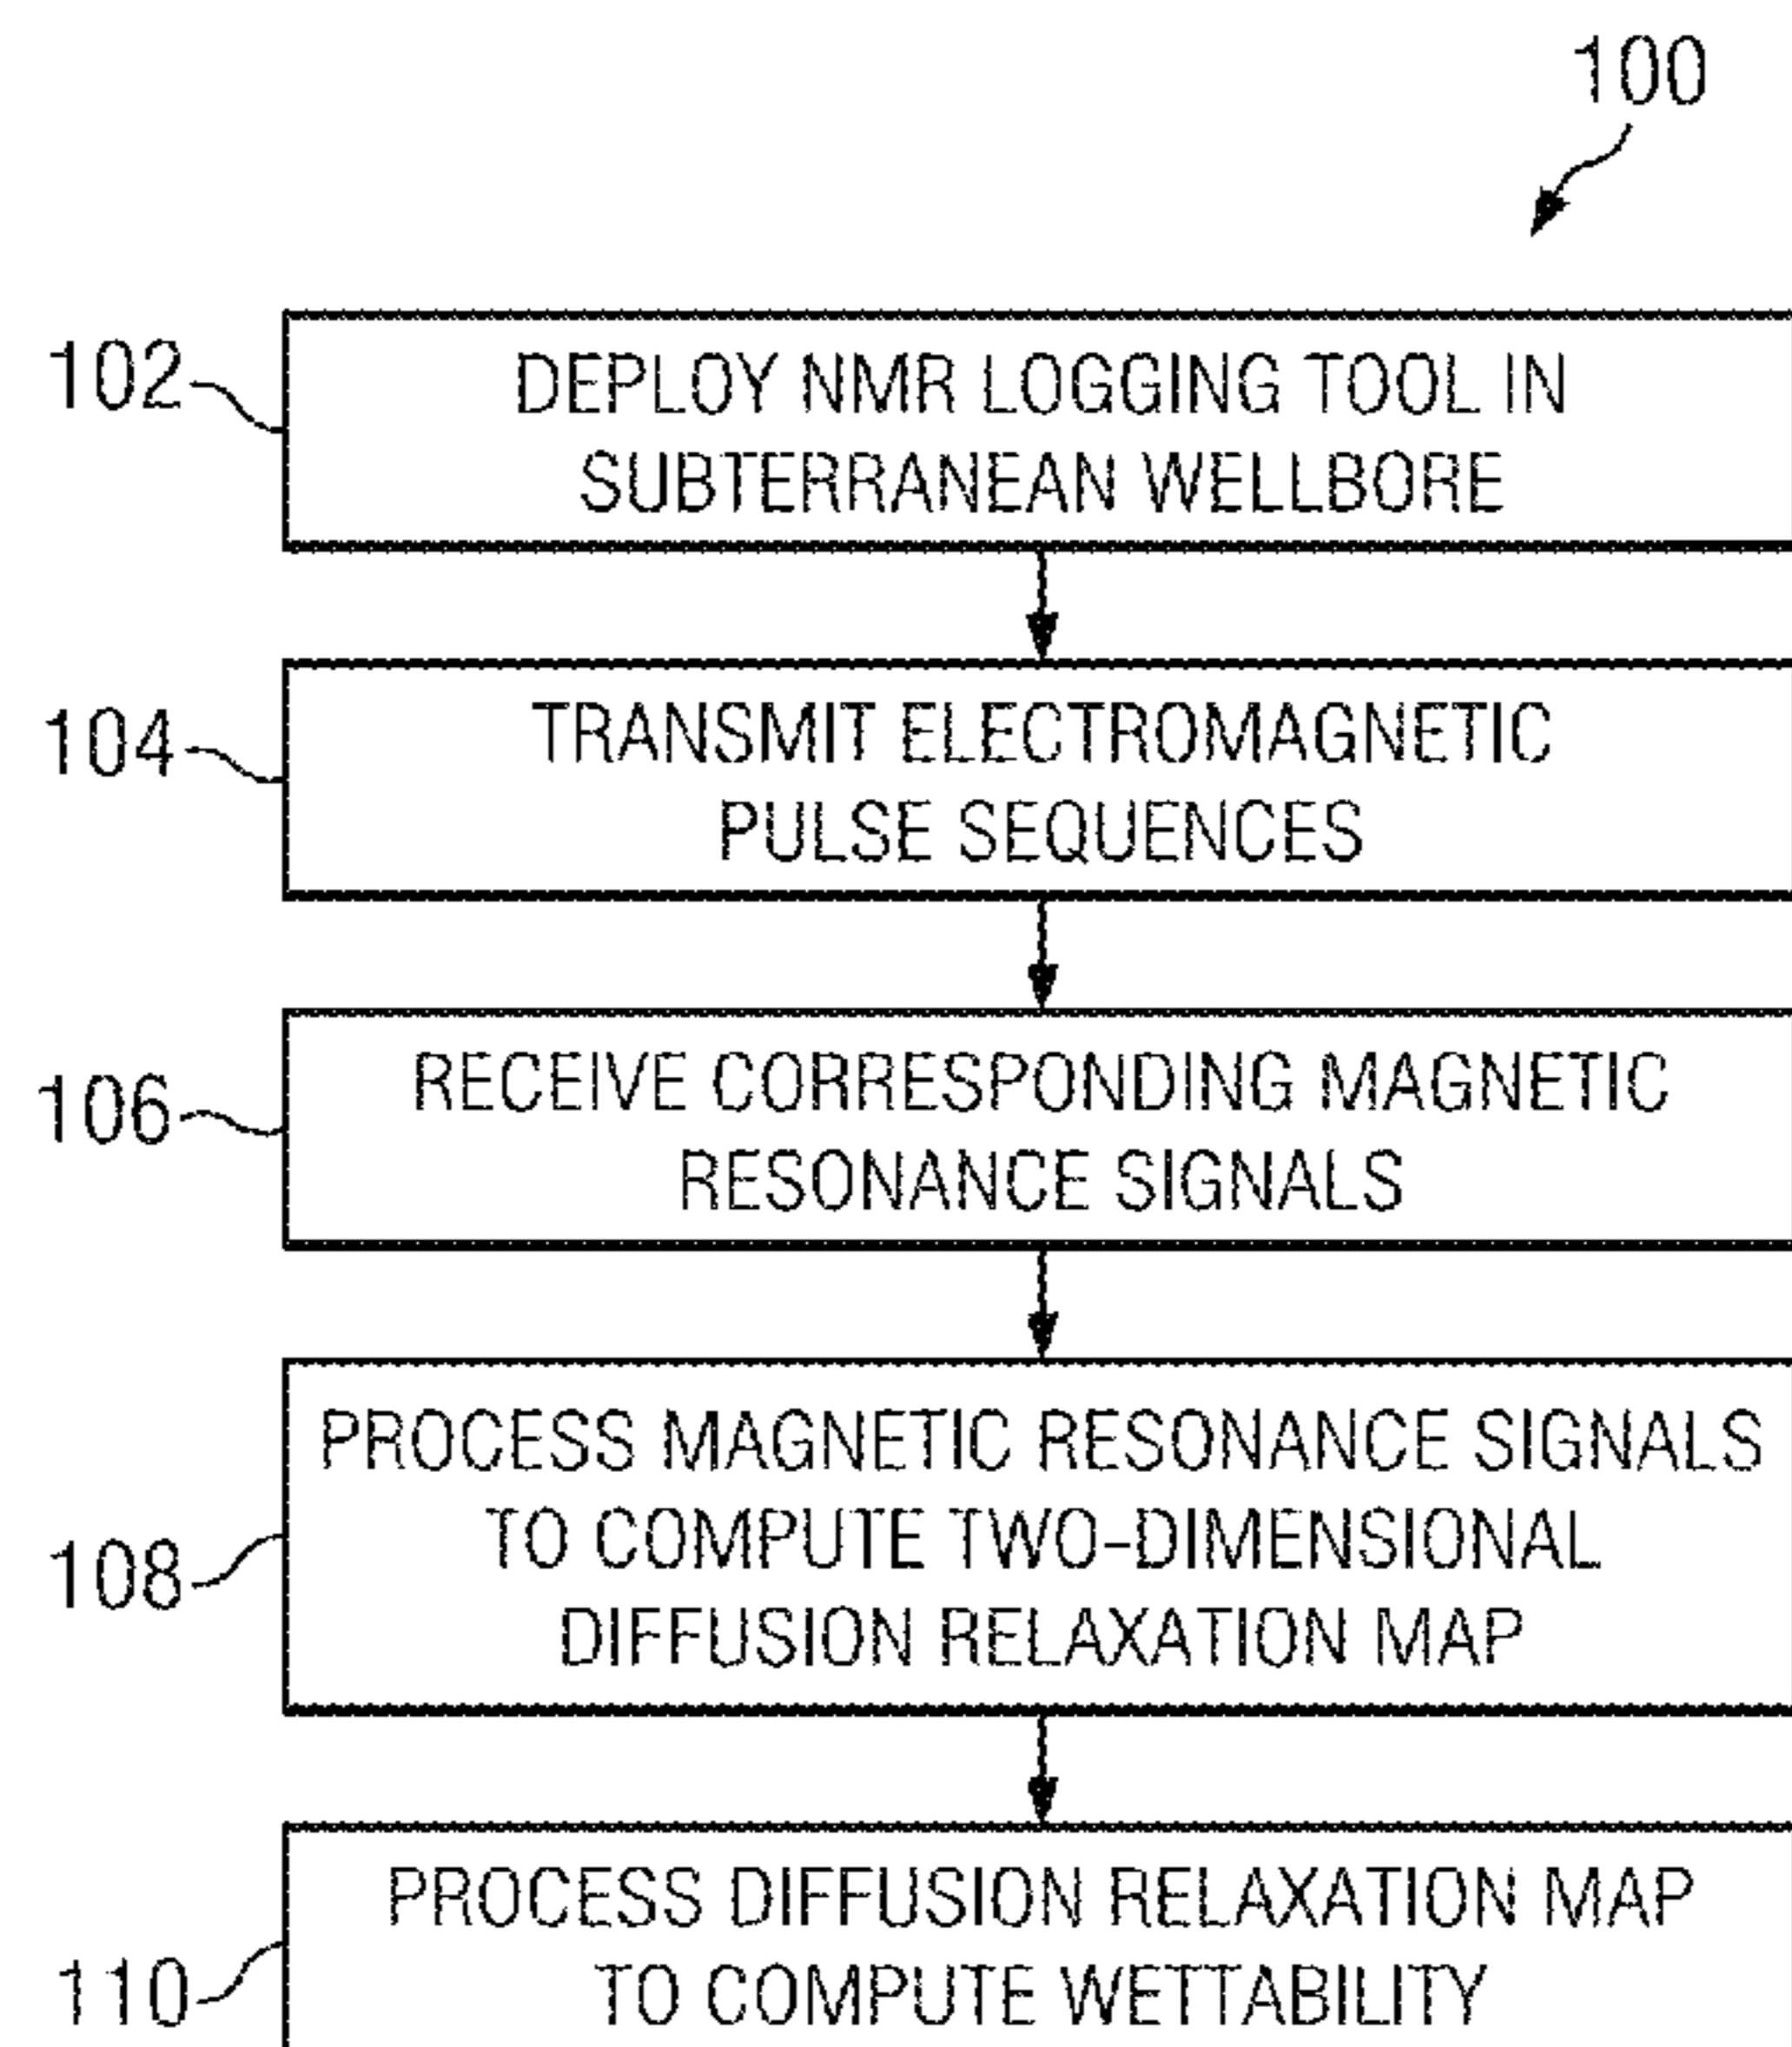 100
102
DEPLOY NMR LOGGING TOOL IN
SUBTERRANEAN WELLBORE
104
TRANSMIT ELECTROMAGNETIC
PULSE SEQUENCES
106
RECEIVE CORRESPONDING MAGNETIC
RESONANCE SIGNALS
108
PROCESS MAGNETIC RESONANCE SIGNALS
TO COMPUTE TWO-DIMENSIONAL
DIFFUSION RELAXATION MAP
110
PROCESS DIFFUSION RELAXATION MAP
TO COMPUTE WETTABILITY